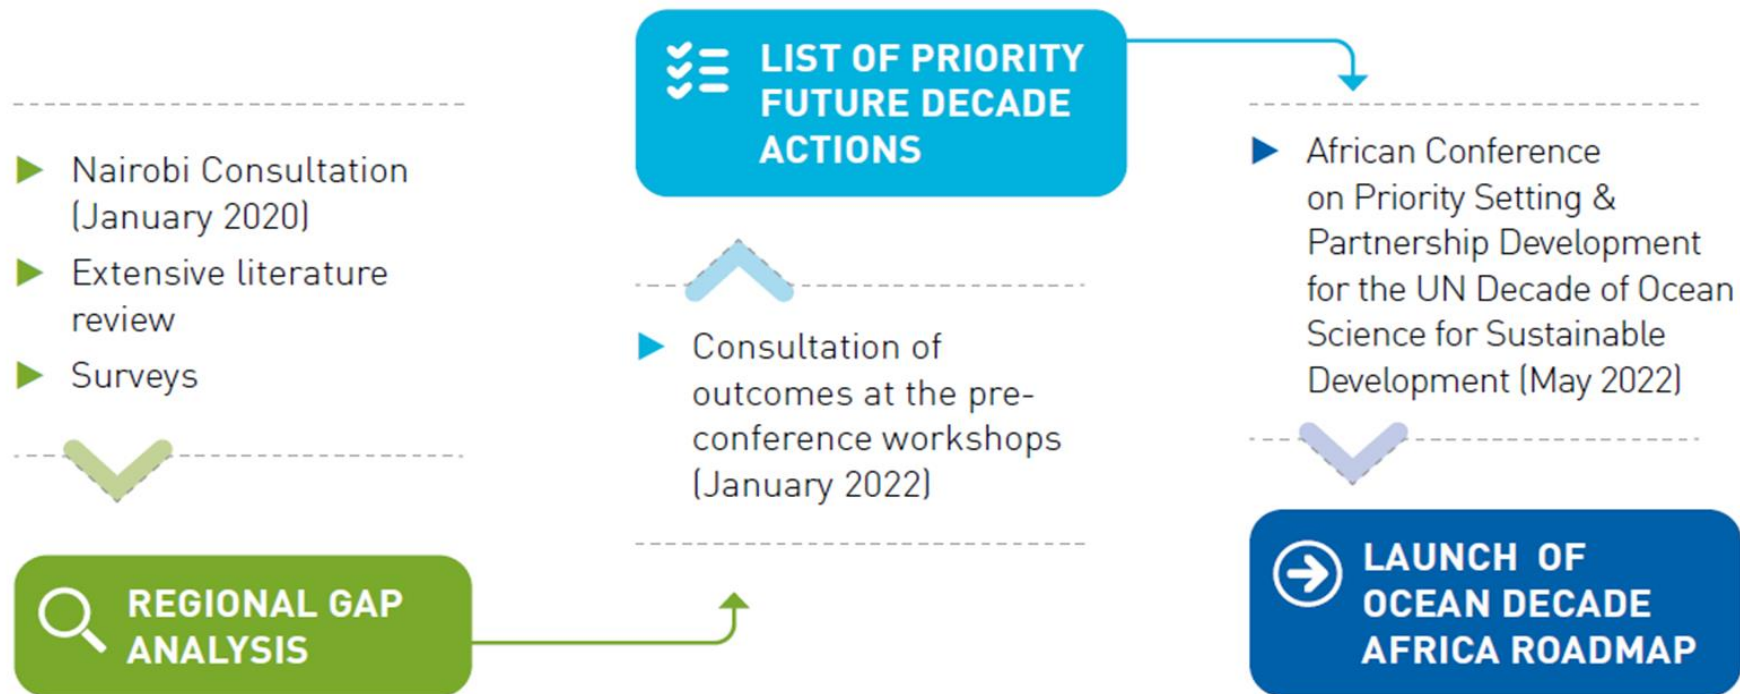 Nairobi Consultation
(January 2020)
Extensive literature
review
Surveys
REGIONAL GAP
ANALYSIS
LIST OF PRIORITY
FUTURE DECADE
ACTIONS
Consultation of
outcomes at the pre-
conference workshops
(January 2022)
African Conference
on Priority Setting &
Partnership Development
for the UN Decade of Ocean
Science for Sustainable
Development (May 2022)
LAUNCH OF
OCEAN DECADE
AFRICA ROADMAP